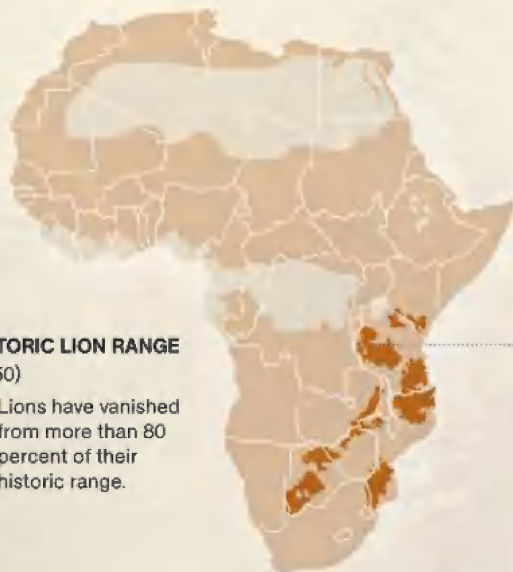 TORIC LION RANGE
50)
Lions have vanished
from more than 80
percent of their
historic range.